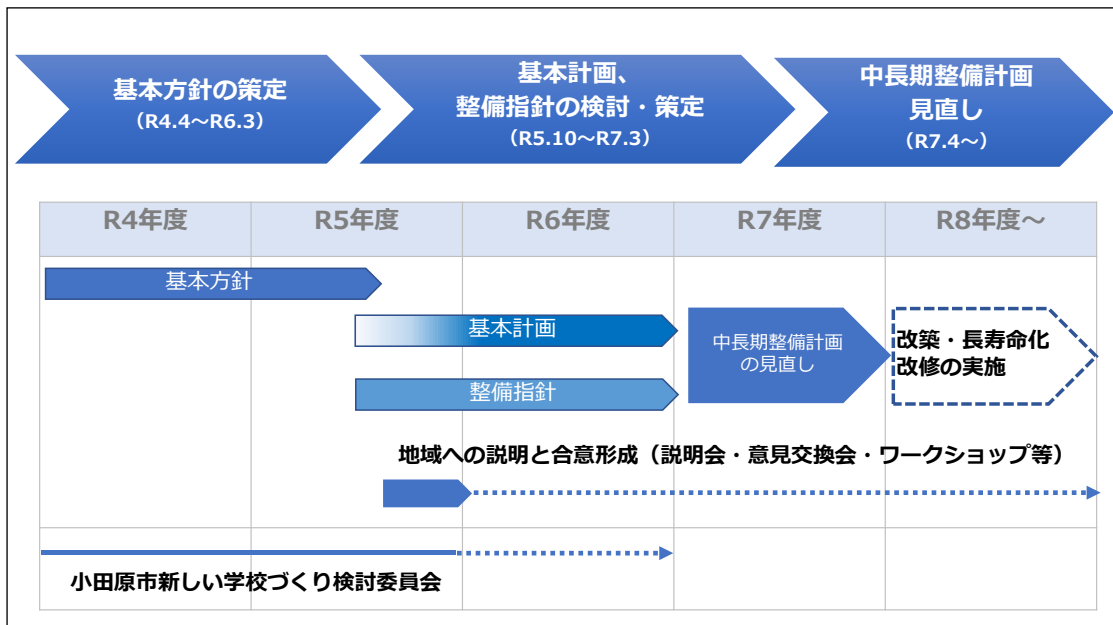 基本方針の策定
（R4.4～R6.3）
基本計画、
整備指針の検討・策定
（R5.10～R7.3）
中長期整備計画
見直し
（R7.4～）
R4年度
R5年度
R6年度
R7年度
R8年度～
基本方針
基本計画
整備指針
中長期整備計画
の見直し
改築・長寿命化
改修の実施
地域への説明と合意形成（説明会・意見交換会・ワークショップ等）
小田原市新しい学校づくり検討委員会